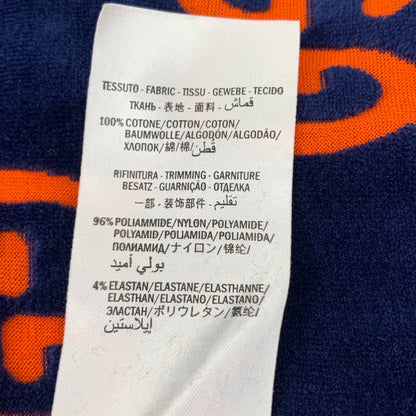 TESSUTO - FABRIC - TISSU - GEWEBE - TECIDO
ТКАНЬ - 表地 - 面料 - قماش
100% COTONE/COTTON/COTON/
BAUMWOLLE/ALGODÓN/ALGODÃO/
ХЛОПОК/綿/棉/ قطن
RIFINITURA - TRIMMING - GARNITURE
BESATZ - GUARNIÇÃO - ОТДЕЛКА
一部 - 装饰部件 - تقليم
96% POLIAMMIDE/NYLON/POLYAMIDE/
POLYAMID/POLIAMIDA/POLIAMIDA/
ПОЛИАМИД/ナイロン/锦纶/
بولي أميد
4% ELASTAN/ELASTANE/ELASTHANNE/
ELASTHAN/ELASTANO/ELASTANO/
ЭЛАСТАН/ポリウレタン/氨纶/
إيلاستين